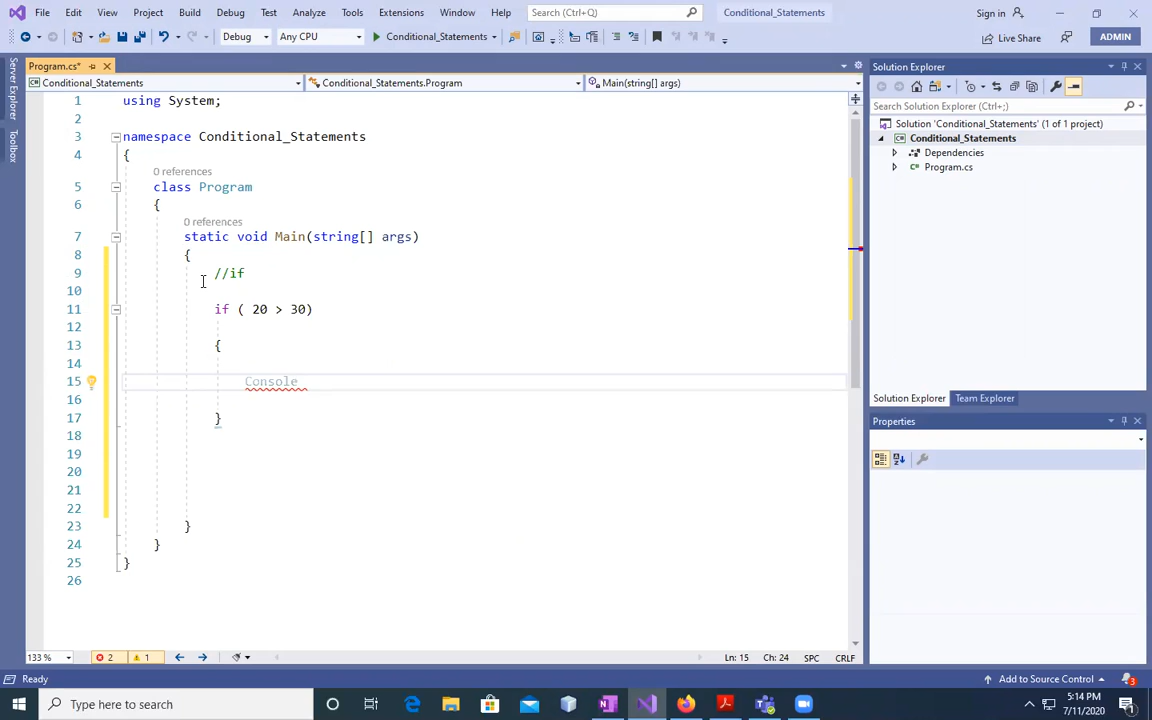 File Edit View Project Build Debug Test Analyze Tools Extensions Window Help Search (Ctrl+Q) Conditional_Statements Sign in
Debug Any CPU Conditional_Statements Live Share ADMIN
Server Explorer
Toolbox
Program.cs*
Conditional_Statements Conditional_Statements.Program Main(string[] args)
1 using System;
2
3 namespace Conditional_Statements
4 {
0 references
5 class Program
6 {
0 references
7 static void Main(string[] args)
8 {
9 //if
10
11 if ( 20 > 30)
12
13 {
14
15 Console
16
17 }
18
19
20
21
22
23 }
24 }
25 }
26
133 % 2 1 Ln: 15 Ch: 24 SPC CRLF
Solution Explorer
Search Solution Explorer (Ctrl+;)
Solution 'Conditional_Statements' (1 of 1 project)
Conditional_Statements
Dependencies
Program.cs
Solution Explorer Team Explorer
Properties
Ready Add to Source Control 3
Type here to search
5:14 PM
7/11/2020
1